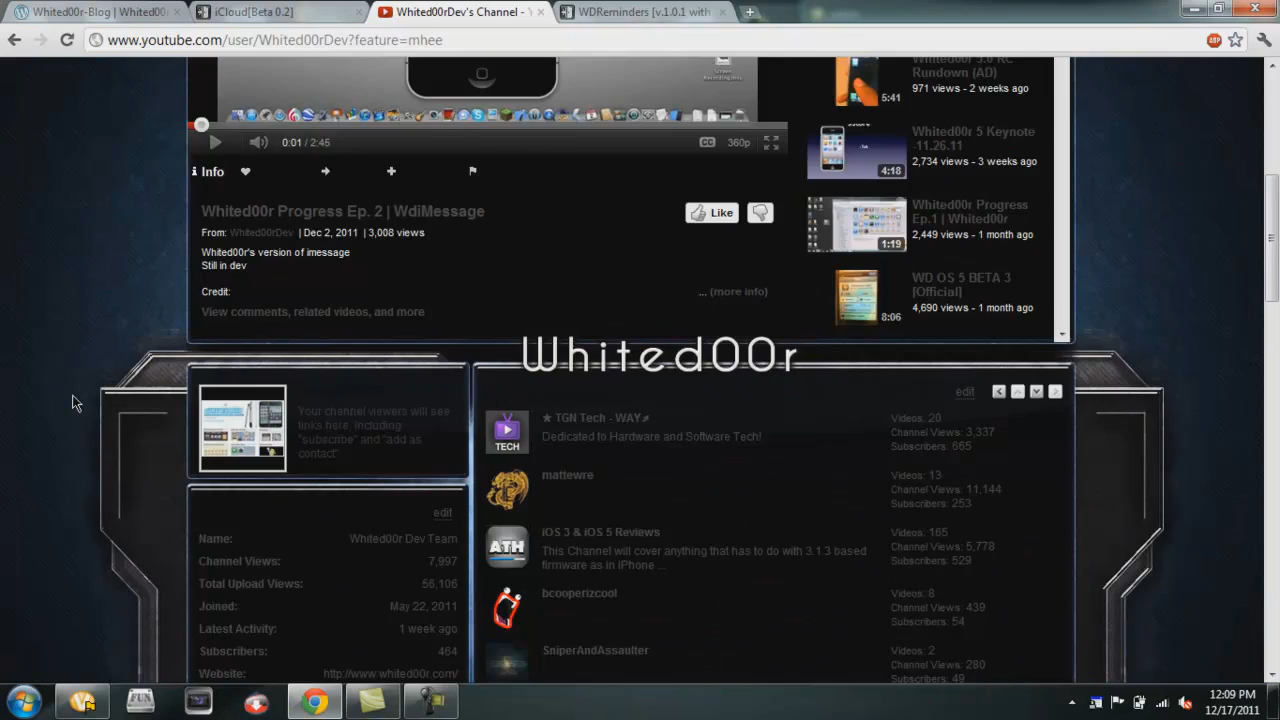 Whited00r-Blog | Whited00
iCloud[Beta 0.2]
Whited00rDev's Channel -
WDReminders [v.1.0.1 with
www.youtube.com/user/Whited00rDev?feature=mhee
ABP
Screen
0:01 / 2:45
CC
360p
Info
Whited00r Progress Ep. 2 | WdiMessage
Like
From: Whited00rDev | Dec 2, 2011 | 3,008 views
Whited00r's version of imessage
Still in dev
Credit:
... (more info)
View comments, related videos, and more
Whited00r 5.0 RC
Rundown (AD)
971 views - 2 weeks ago
5:41
Whited00r 5 Keynote
-11.26.11
2,734 views - 3 weeks ago
4:18
Whited00r Progress
Ep.1 | Whited00r
2,449 views - 1 month ago
1:19
WD OS 5 BETA 3
[Official]
4,690 views - 1 month ago
8:06
Whited00r
Your channel viewers will see
links here, including:
"subscribe" and "add as
contact"
edit
Name: Whited00r Dev Team
Channel Views: 7,997
Total Upload Views: 56,106
Joined: May 22, 2011
Latest Activity: 1 week ago
Subscribers: 464
Website: http://www.whited00r.com/
edit
TECH
★ TGN Tech - WAY➚
Dedicated to Hardware and Software Tech!
Videos: 20
Channel Views: 3,337
Subscribers: 665
mattewre
Videos: 13
Channel Views: 11,144
Subscribers: 253
ATH
iOS 3 & iOS 5 Reviews
This Channel will cover anything that has to do with 3.1.3 based
firmware as in iPhone ...
Videos: 165
Channel Views: 5,778
Subscribers: 529
bcooperizcool
Videos: 8
Channel Views: 439
Subscribers: 54
SniperAndAssaulter
Videos: 2
Channel Views: 280
Subscribers: 49
FUN
12:09 PM
12/17/2011